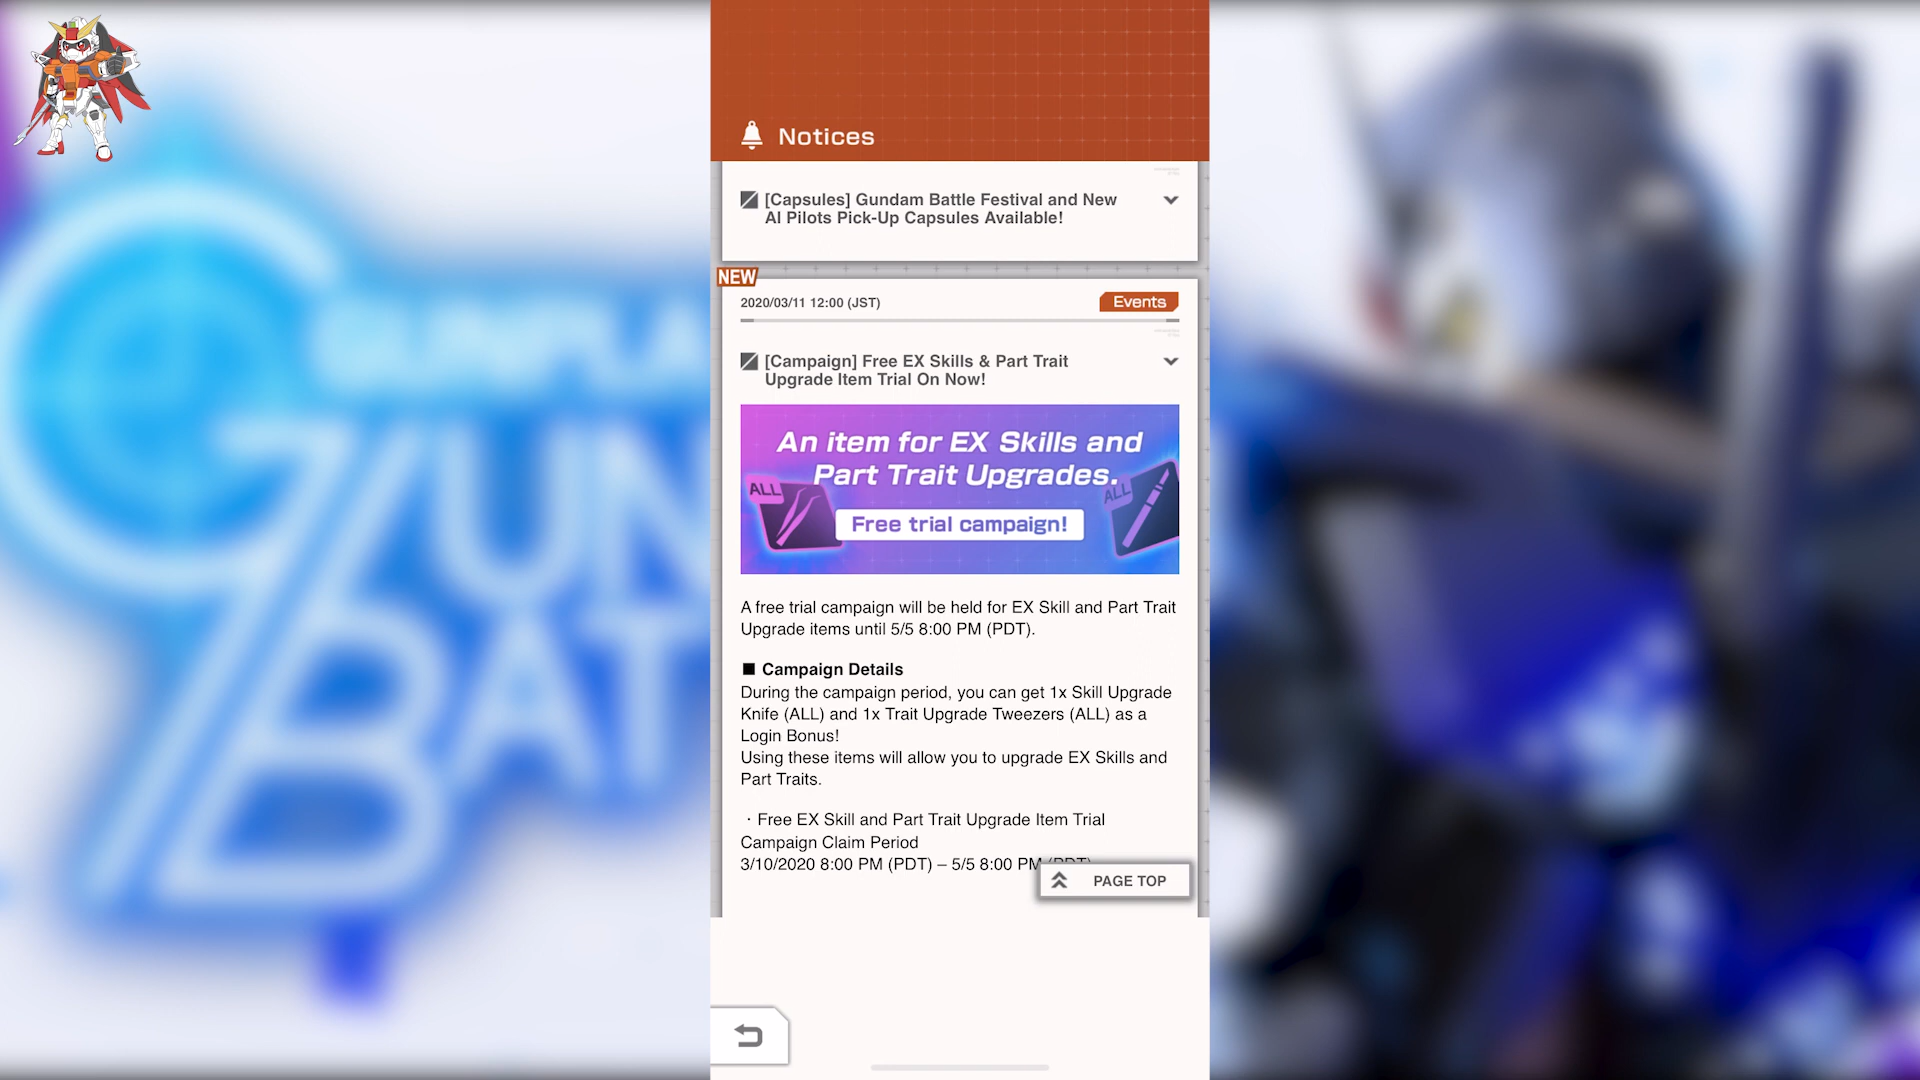 Notices
[Capsules] Gundam Battle Festival and New
AI Pilots Pick-Up Capsules Available!
NEW
2020/03/11 12:00 (JST)
Events
[Campaign] Free EX Skills & Part Trait
Upgrade Item Trial On Now!
An item for EX Skills and
Part Trait Upgrades.
ALL
ALL
Free trial campaign!
A free trial campaign will be held for EX Skill and Part Trait
Upgrade items until 5/5 8:00 PM (PDT).
■ Campaign Details
During the campaign period, you can get 1x Skill Upgrade
Knife (ALL) and 1x Trait Upgrade Tweezers (ALL) as a
Login Bonus!
Using these items will allow you to upgrade EX Skills and
Part Traits.
・Free EX Skill and Part Trait Upgrade Item Trial
Campaign Claim Period
3/10/2020 8:00 PM (PDT) – 5/5 8:00 PM (PDT)
PAGE TOP
GUNPLA
GUN
BAT